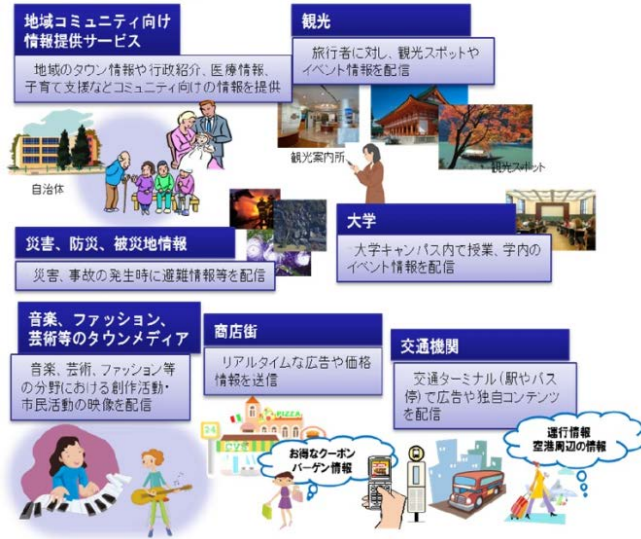 地域コミュニティ向け
情報提供サービス
地域のタウン情報や行政紹介、医療情報、
子育て支援などコミュニティ向けの情報を提供
自治体
観光
旅行者に対し、観光スポットや
イベント情報を配信
観光案内所
観光スポット
災害、防災、被災地情報
災害、事故の発生時に避難情報等を配信
大学
大学キャンパス内で授業、学内の
イベント情報を配信
音楽、ファッション、
芸術等のタウンメディア
音楽、芸術、ファッション等
の分野における創作活動・
市民活動の映像を配信
商店街
リアルタイムな広告や価格
情報を送信
PIZZA
24
お得なクーポン
バーゲン情報
交通機関
交通ターミナル(駅やバス
停)で広告や独自コンテンツ
を配信
運行情報
空港周辺の情報